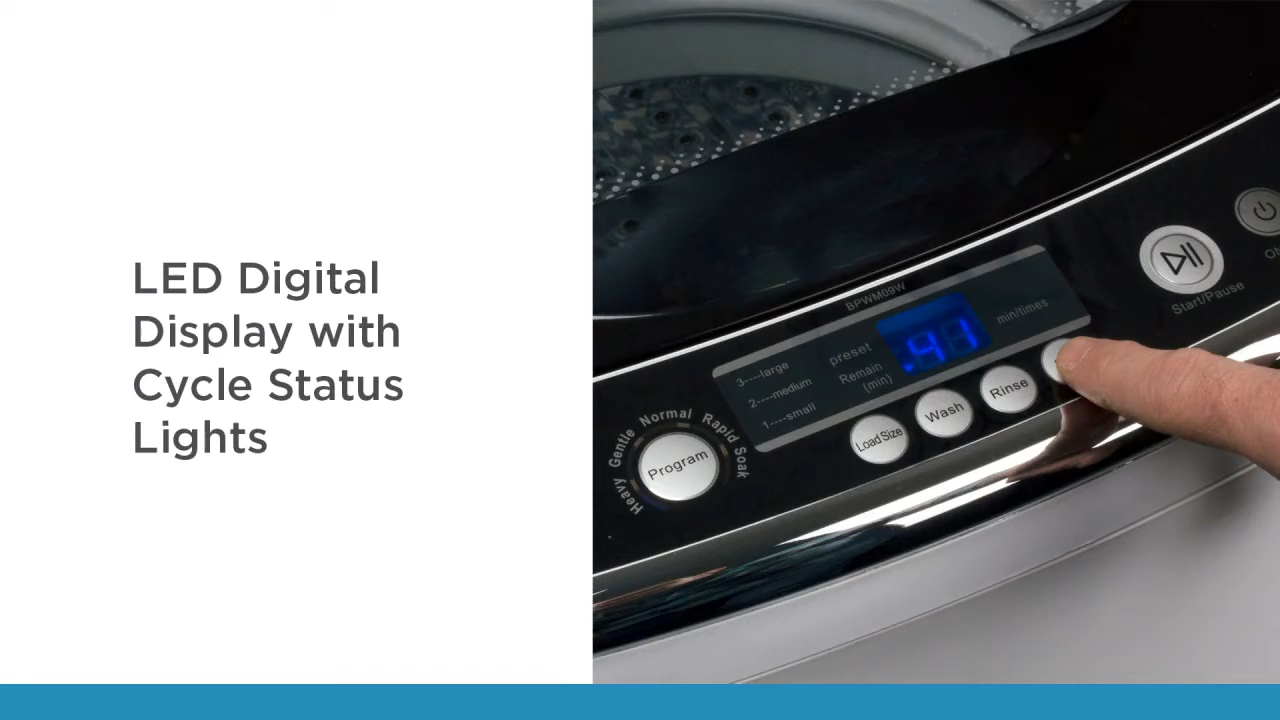 LED Digital
Display with
Cycle Status
Lights
BPWM09W
3----large
2----medium
1----small
preset
Remain
(min)
41
min/times
Start/Pause
Heavy Gentle Normal Rapid Soak
Program
Load Size
Wash
Rinse